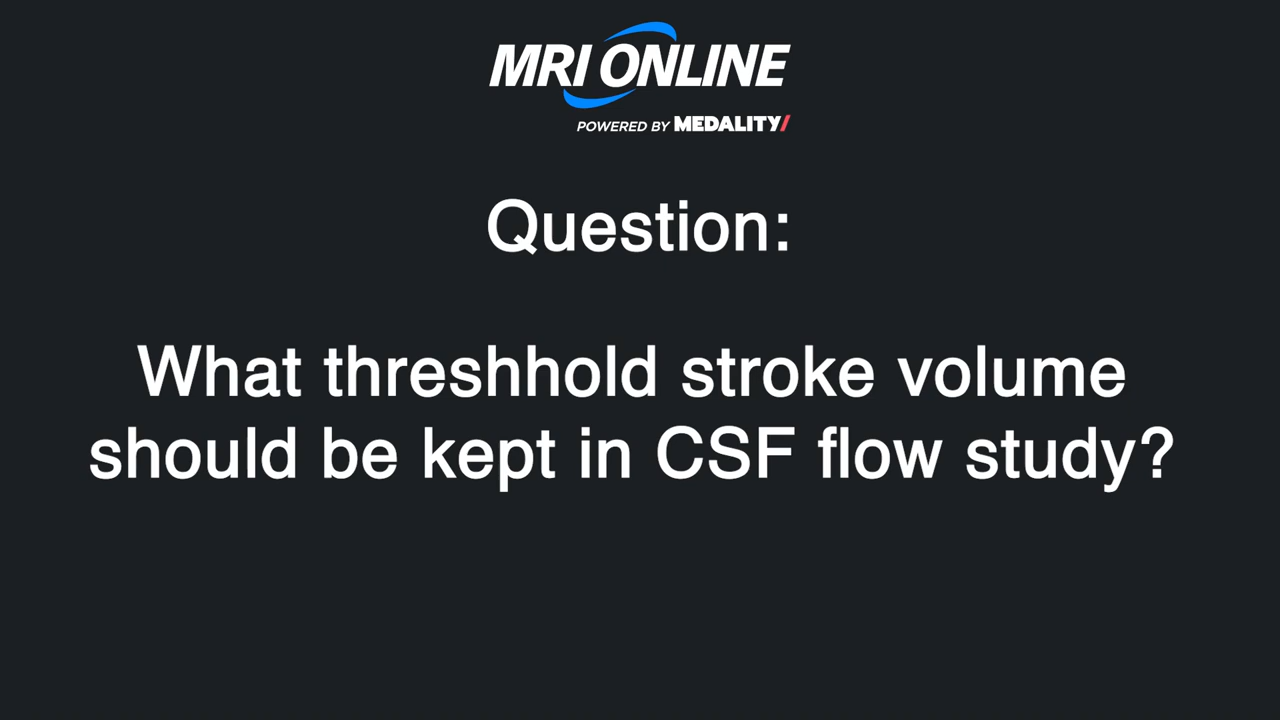 MRI ONLINE
POWERED BY MEDALITY/
Question:
What threshhold stroke volume
should be kept in CSF flow study?